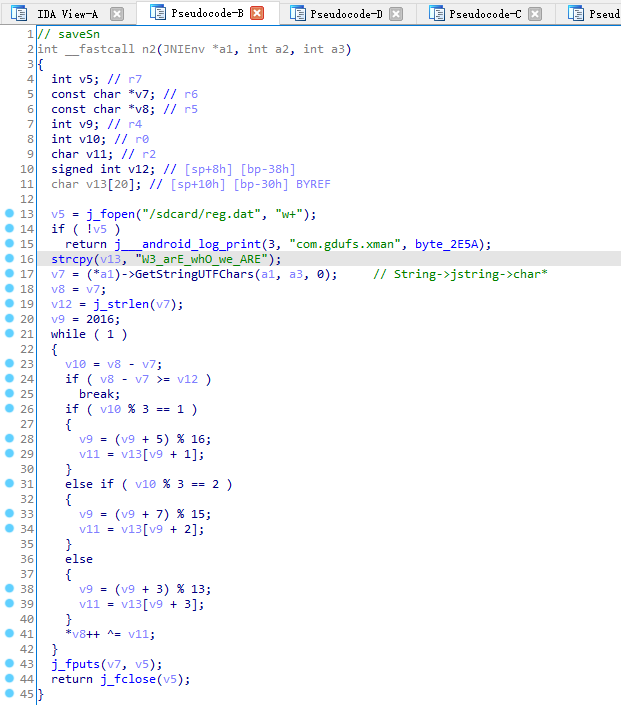 IDA View-A Pseudocode-B Pseudocode-D Pseudocode-C Pseud
1 // saveSn
2 int __fastcall n2(JNIEnv *a1, int a2, int a3)
3 {
4 int v5; // r7
5 const char *v7; // r6
6 const char *v8; // r5
7 int v9; // r4
8 int v10; // r0
9 char v11; // r2
10 signed int v12; // [sp+8h] [bp-38h]
11 char v13[20]; // [sp+10h] [bp-30h] BYREF
12
13 v5 = j_fopen("/sdcard/reg.dat", "w+");
14 if ( !v5 )
15 return j___android_log_print(3, "com.gdufs.xman", byte_2E5A);
16 strcpy(v13, "W3_arE_whO_we_ARE");
17 v7 = (*a1)->GetStringUTFChars(a1, a3, 0); // String->jstring->char*
18 v8 = v7;
19 v12 = j_strlen(v7);
20 v9 = 2016;
21 while ( 1 )
22 {
23 v10 = v8 - v7;
24 if ( v8 - v7 >= v12 )
25 break;
26 if ( v10 % 3 == 1 )
27 {
28 v9 = (v9 + 5) % 16;
29 v11 = v13[v9 + 1];
30 }
31 else if ( v10 % 3 == 2 )
32 {
33 v9 = (v9 + 7) % 15;
34 v11 = v13[v9 + 2];
35 }
36 else
37 {
38 v9 = (v9 + 3) % 13;
39 v11 = v13[v9 + 3];
40 }
41 *v8++ ^= v11;
42 }
43 j_fputs(v7, v5);
44 return j_fclose(v5);
45 }